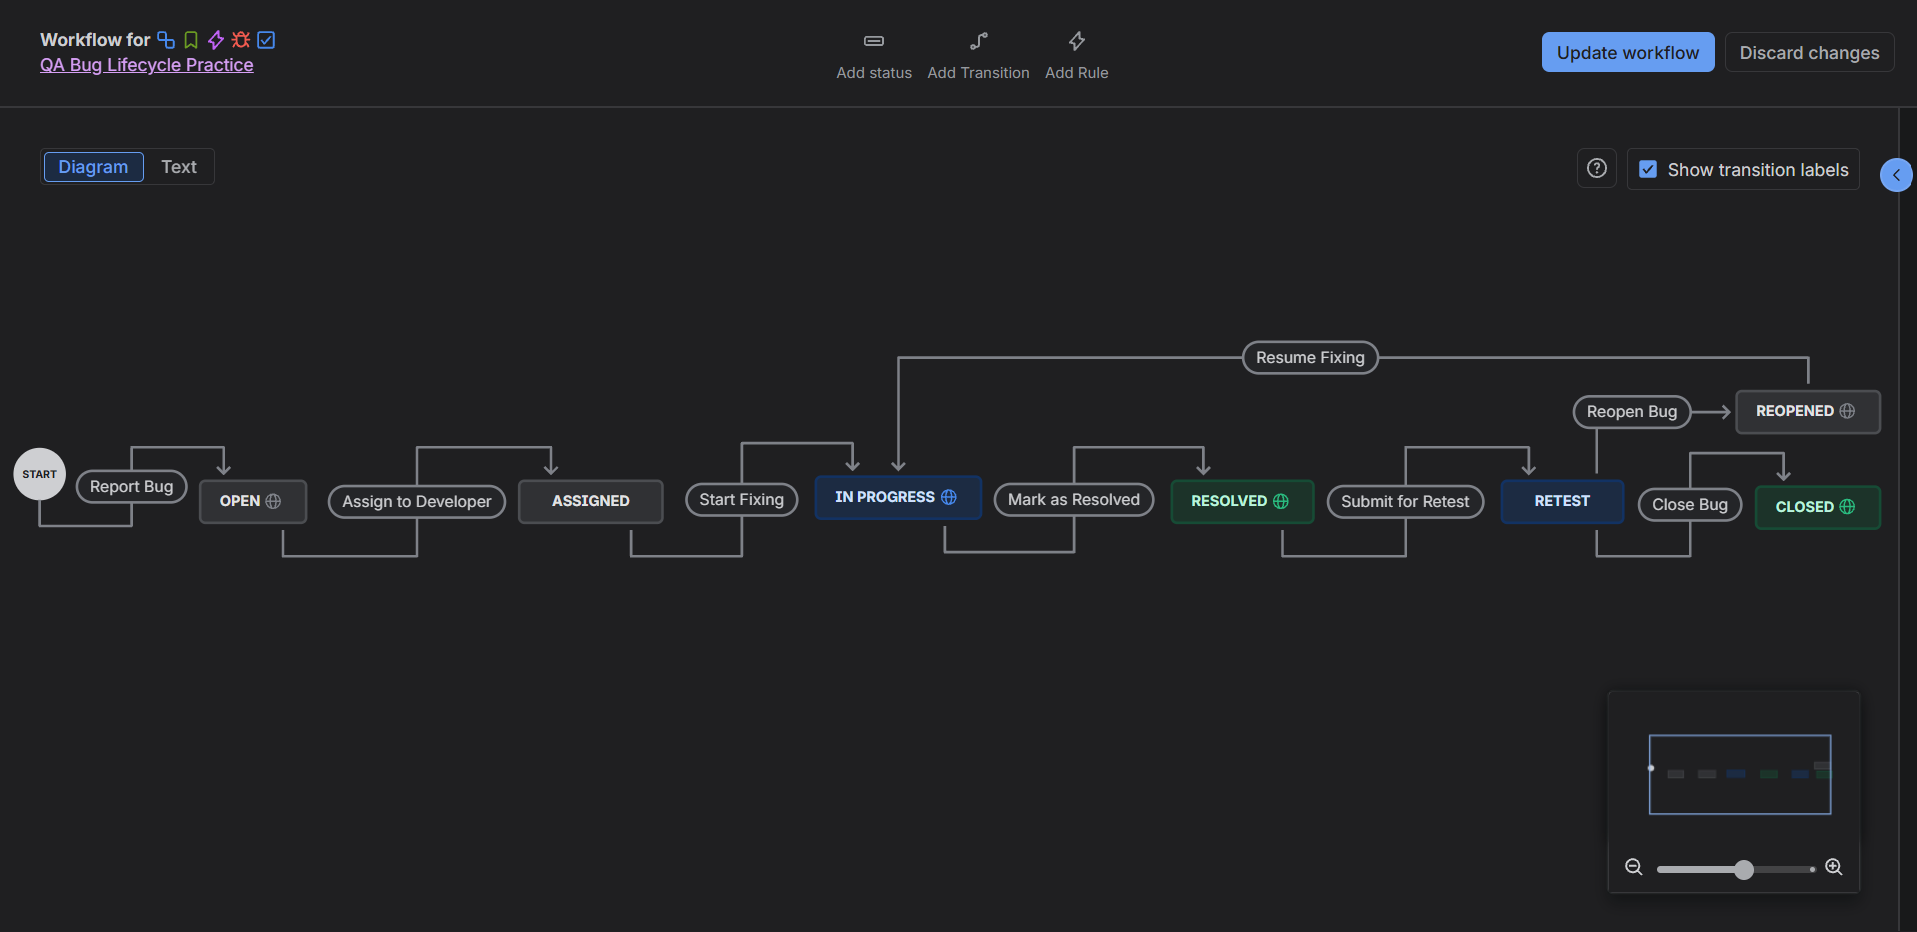 Workflow for
QA Bug Lifecycle Practice
Add status
Add Transition
Add Rule
Update workflow
Discard changes
Diagram
Text
Show transition labels
Resume Fixing
Reopen Bug
REOPENED
START
Report Bug
OPEN
Assign to Developer
ASSIGNED
Start Fixing
IN PROGRESS
Mark as Resolved
RESOLVED
Submit for Retest
RETEST
Close Bug
CLOSED